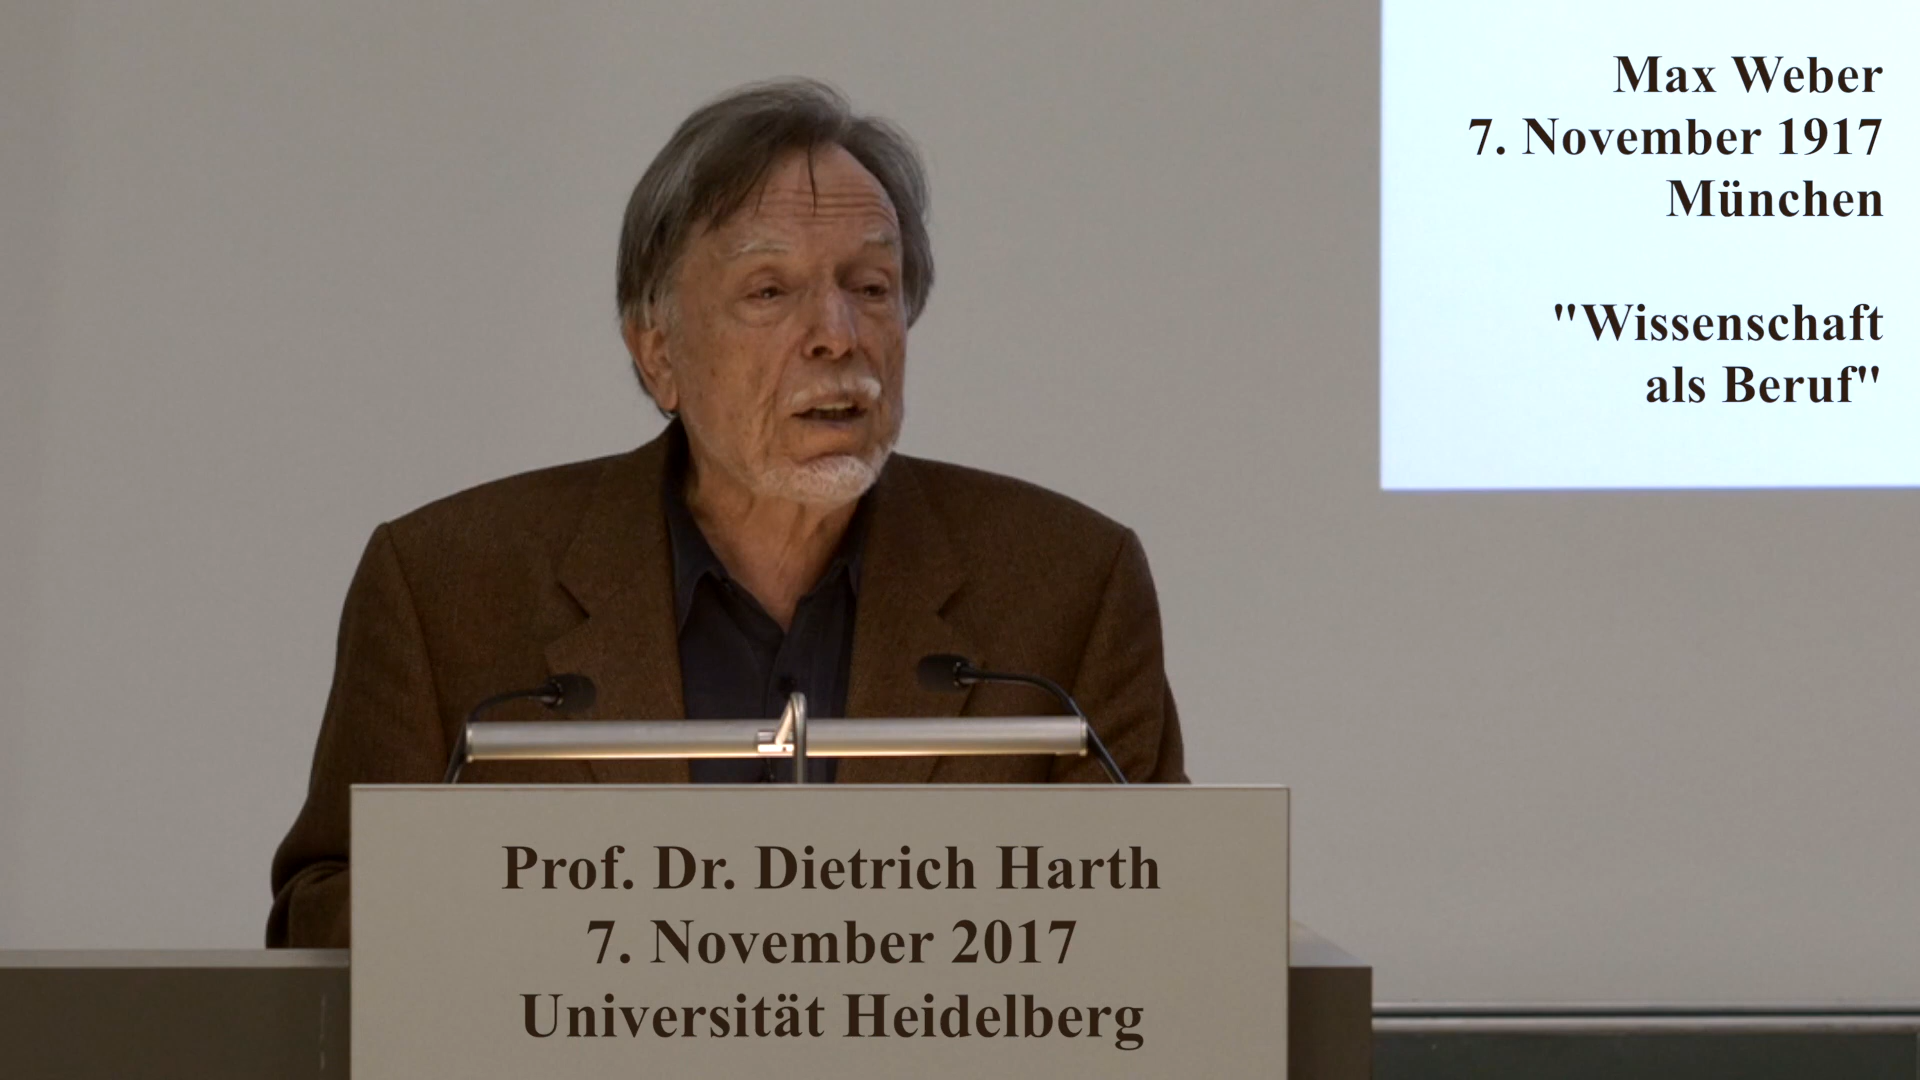 Max Weber
7. November 1917
München
"Wissenschaft
als Beruf"
Prof. Dr. Dietrich Harth
7. November 2017
Universität Heidelberg